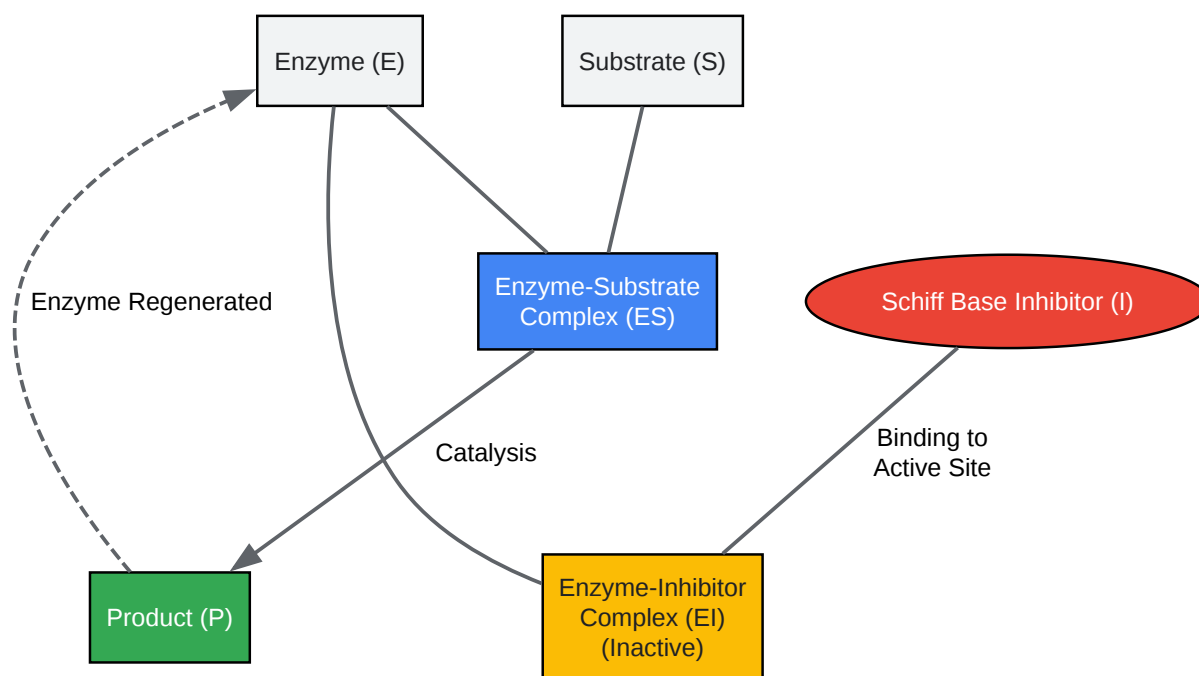 Enzyme (E)
Substrate (S)
Enzyme-Substrate
Complex (ES)
Schiff Base Inhibitor (I)
Enzyme Regenerated
Catalysis
Binding to
Active Site
Product (P)
Enzyme-Inhibitor
Complex (EI)
(Inactive)